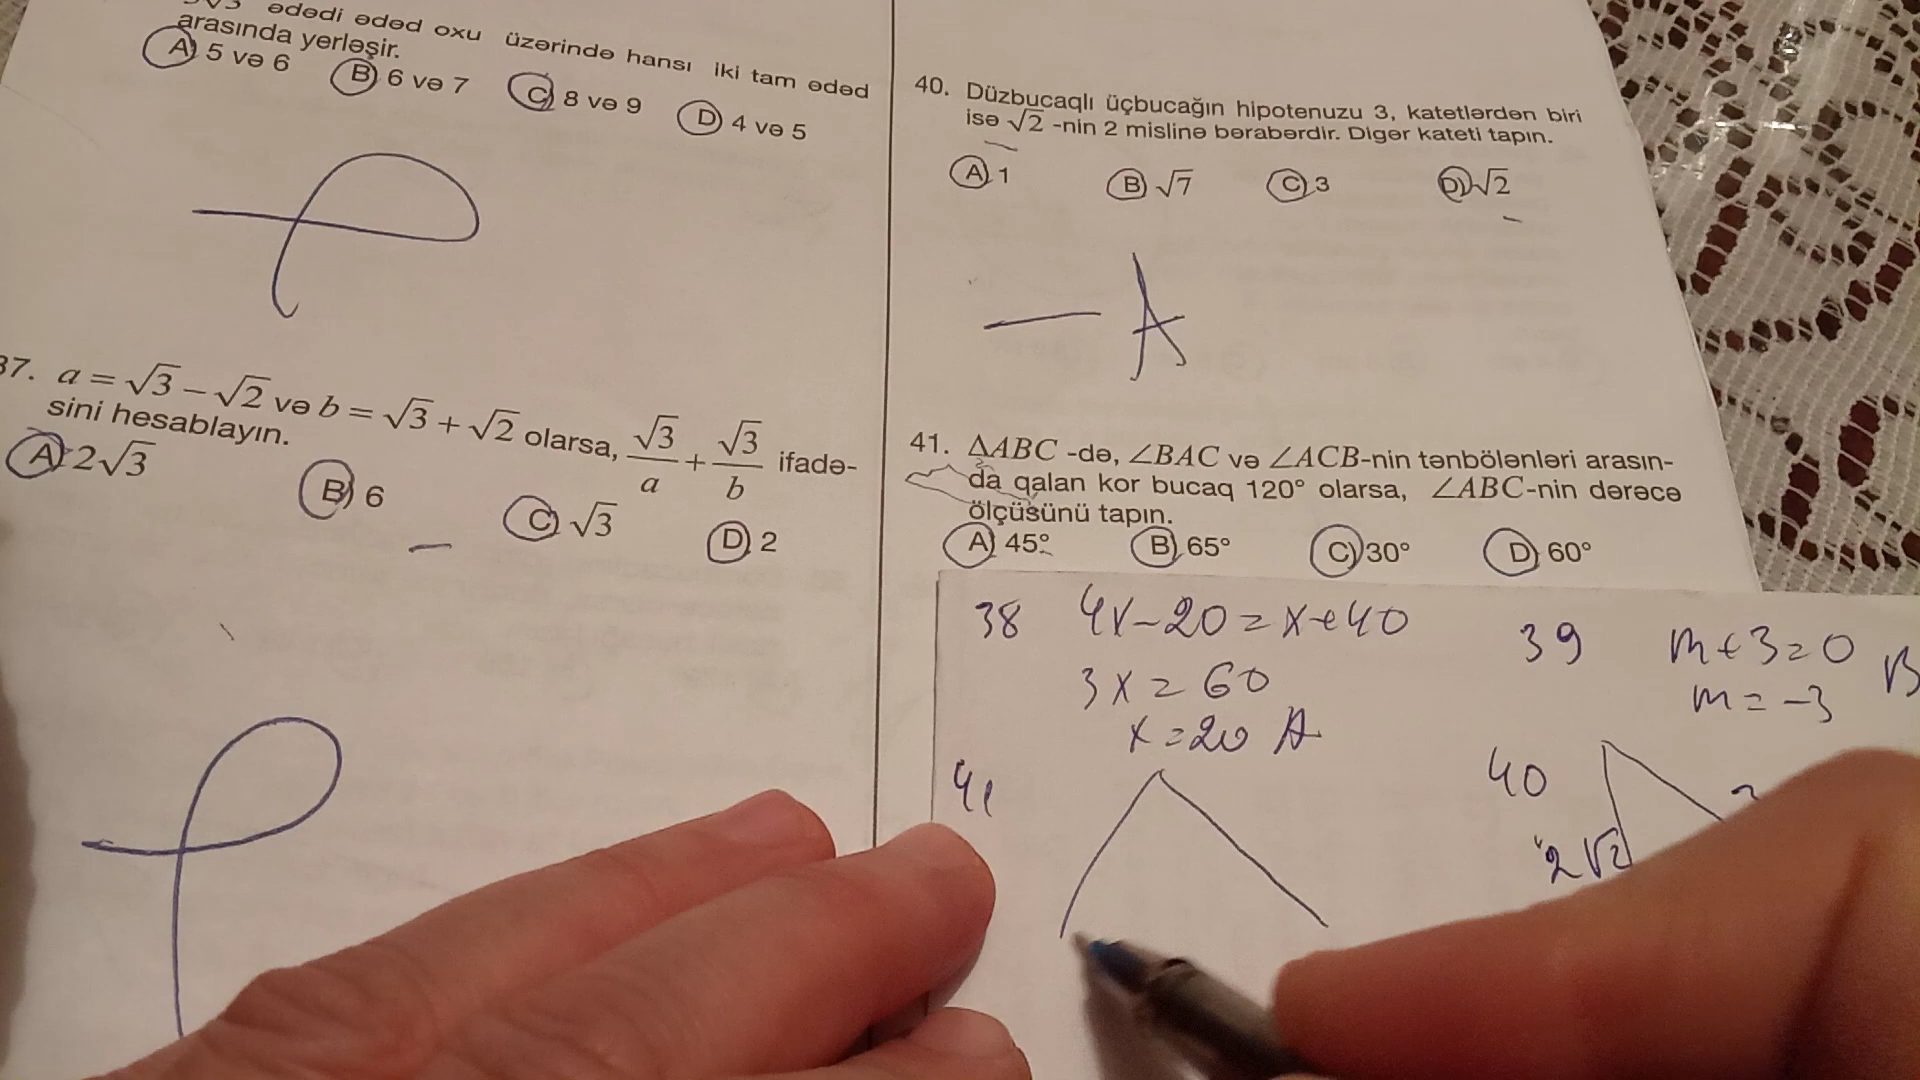 √3 ədədi ədəd oxu üzərində hansı iki tam ədəd
arasında yerləşir.
A) 5 və 6 B) 6 və 7 C) 8 və 9 D) 4 və 5
37. a = √3 − √2 və b = √3 + √2 olarsa, √3/a + √3/b ifadə-
sini hesablayın.
A) 2√3 B) 6 C) √3 D) 2
40. Düzbucaqlı üçbucağın hipotenuzu 3, katetlərdən biri
isə √2 -nin 2 mislinə bərabərdir. Digər kateti tapın.
A) 1 B) √7 C) 3 D) √2
A
41. ΔABC -də, ∠BAC və ∠ACB-nin tənbölənləri arasın-
da qalan kor bucaq 120° olarsa, ∠ABC-nin dərəcə
ölçüsünü tapın.
A) 45° B) 65° C) 30° D) 60°
38 4x − 20 = x + 40
3x = 60
x = 20 A
39 m + 3 = 0 B
m = −3
41
40
2√2